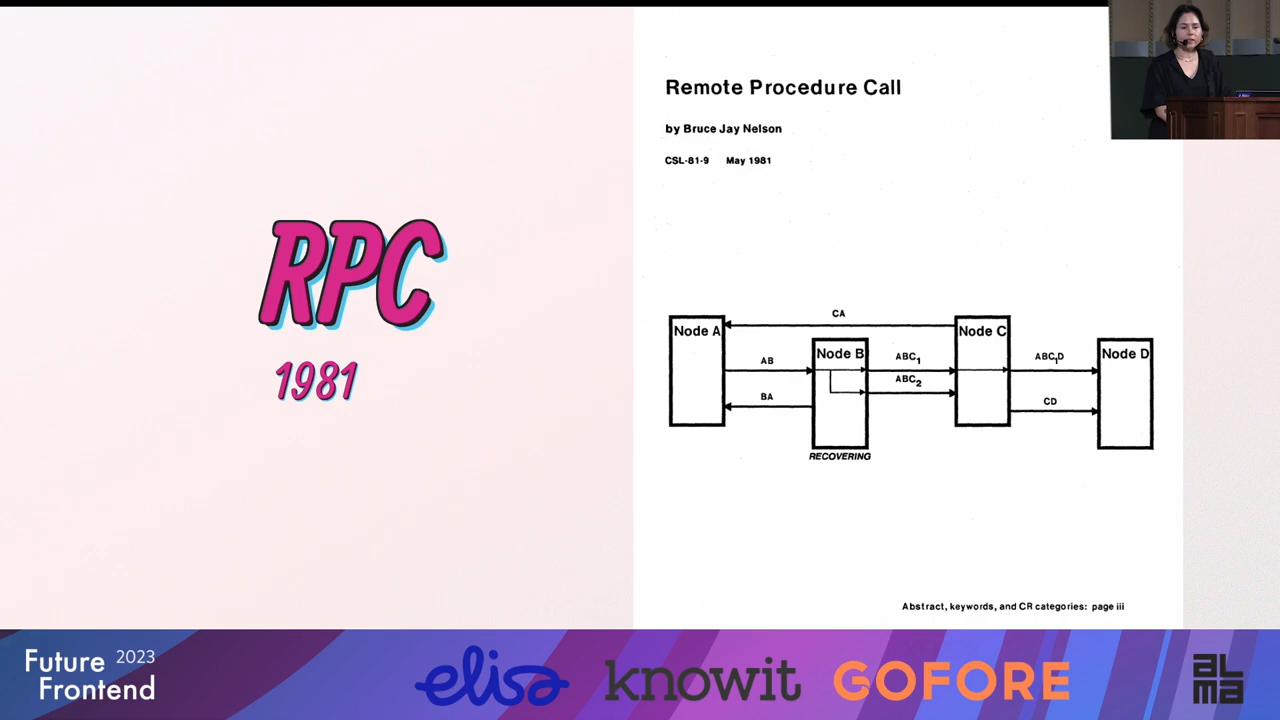 RPC
1981
Remote Procedure Call
by Bruce Jay Nelson
CSL-81-9 May 1981
CA
Node A
Node C
Node B
Node D
AB
ABC1
ABC1D
ABC2
BA
CD
RECOVERING
Abstract, keywords, and CR categories: page iii
Future 2023
Frontend
elisa
knowit
GOFORE
ALMA